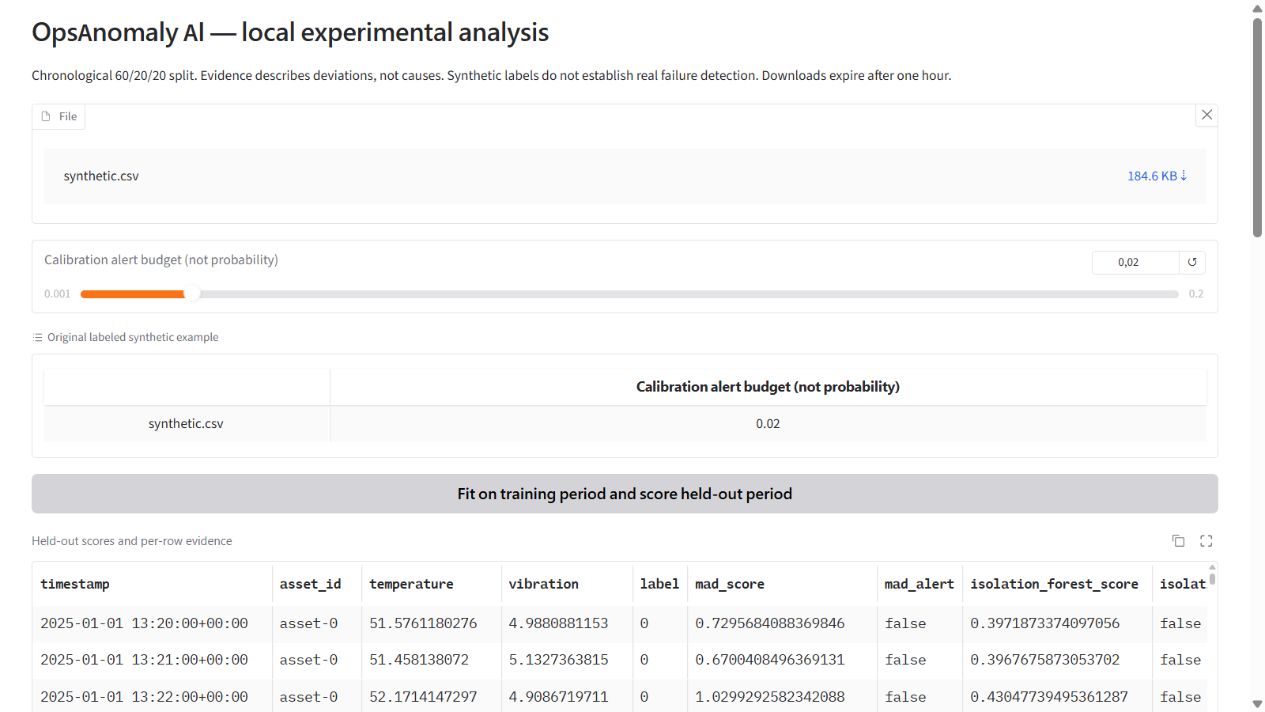 OpsAnomaly AI — local experimental analysis
Chronological 60/20/20 split. Evidence describes deviations, not causes. Synthetic labels do not establish real failure detection. Downloads expire after one hour.
File
synthetic.csv 184.6 KB ↓
Calibration alert budget (not probability) 0,02
0.001 0.2
Original labeled synthetic example
Calibration alert budget (not probability)
synthetic.csv 0.02
Fit on training period and score held-out period
Held-out scores and per-row evidence
timestamp asset_id temperature vibration label mad_score mad_alert isolation_forest_score isolat
2025-01-01 13:20:00+00:00 asset-0 51.5761180276 4.9880881153 0 0.7295684088369846 false 0.3971873374097056 false
2025-01-01 13:21:00+00:00 asset-0 51.458138072 5.1327363815 0 0.6700408496369131 false 0.3967675873053702 false
2025-01-01 13:22:00+00:00 asset-0 52.1714147297 4.9086719711 0 1.0299292582342088 false 0.43047739495361287 false